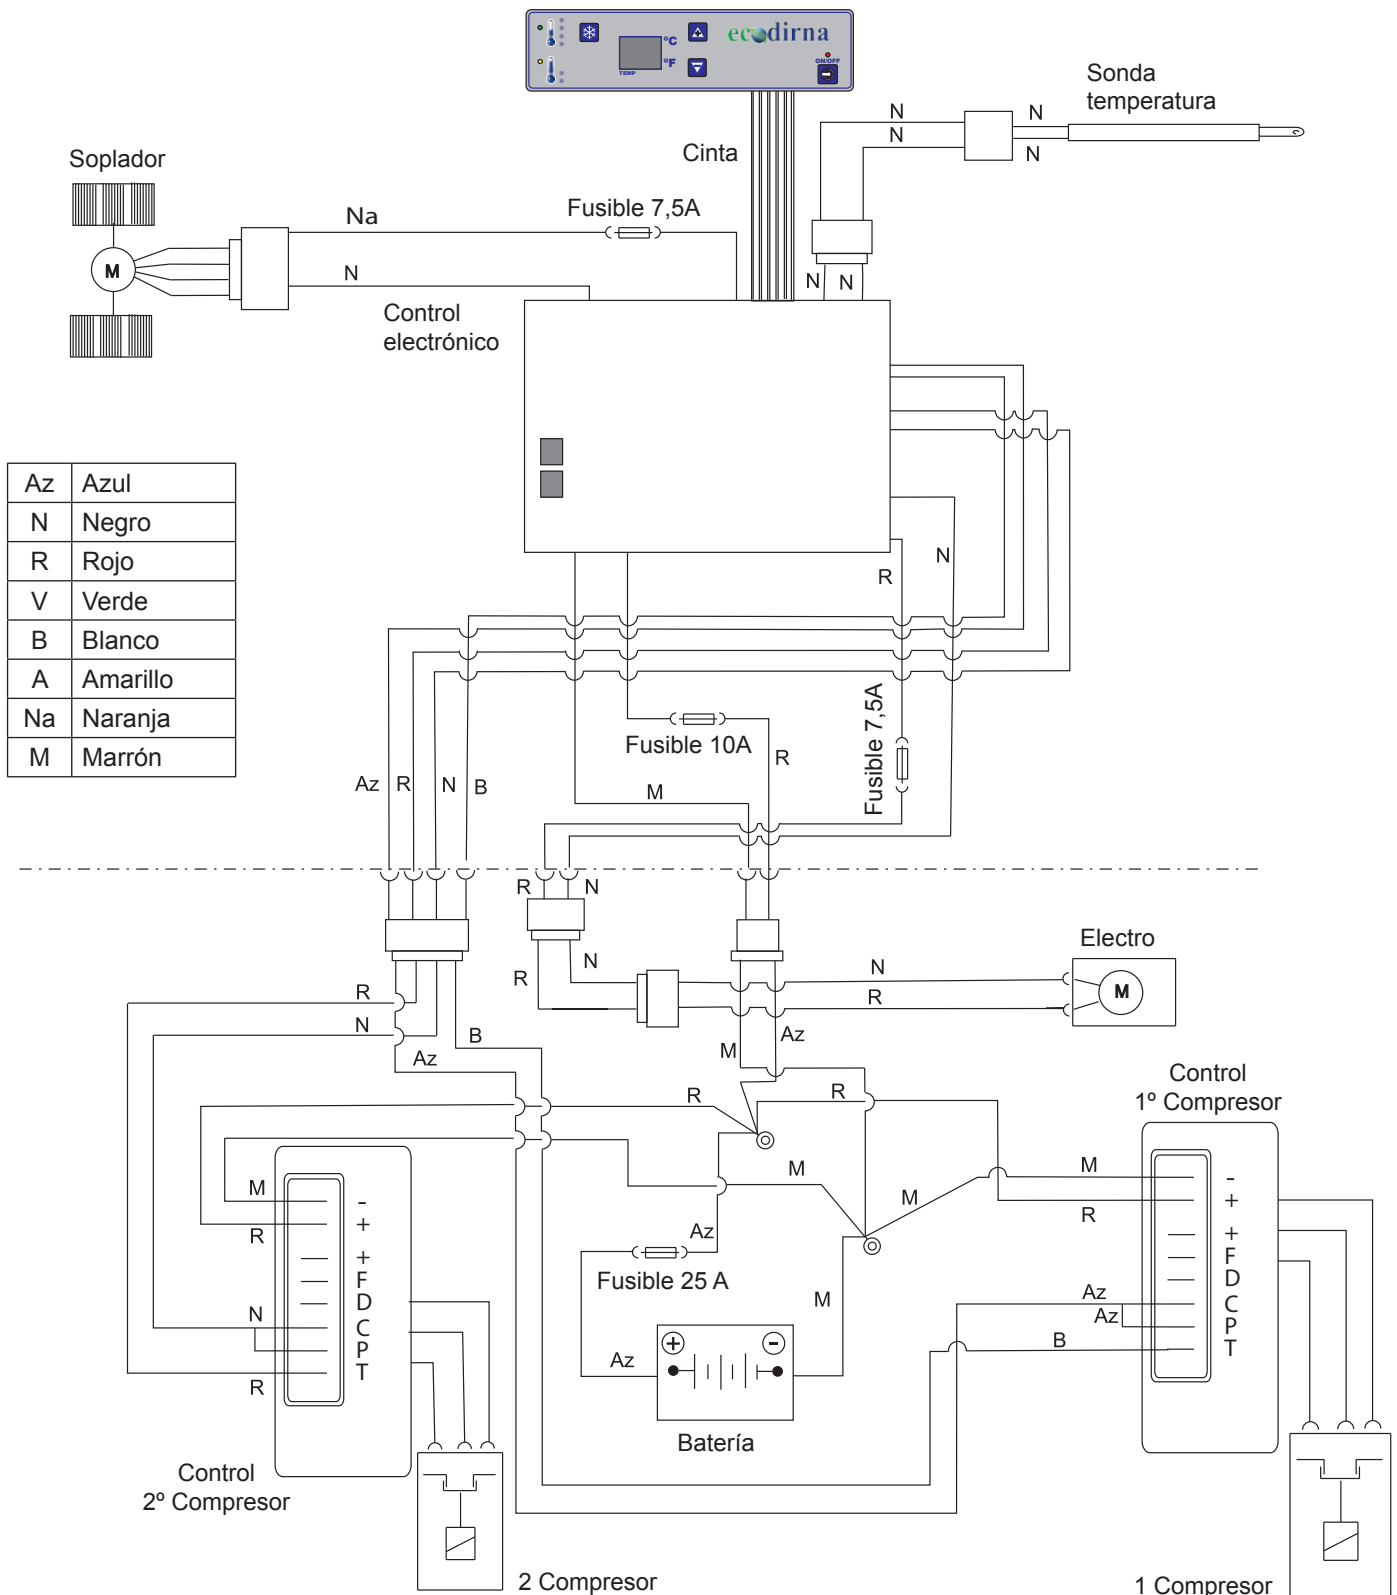 °C
°F
TEMP
ecodirna
ON/OFF
Sonda
temperatura
N
N
N
N
Cinta
Soplador
Na
Fusible 7,5A
M
N
N
N
Control
electrónico
Az Azul
N Negro
R Rojo
V Verde
B Blanco
A Amarillo
Na Naranja
M Marrón
R
N
Fusible 7,5A
Fusible 10A
R
Az
R
N
B
M
R
N
Electro
R
N
N
R
M
R
N
B
Az
M
Az
Control
1º Compresor
R
R
M
M
M
R
Az
Fusible 25 A
M
Az
+
-
Batería
M
R
N
R
-
+
+
F
D
C
P
T
Az
Az
B
-
+
+
F
D
C
P
T
Control
2º Compresor
2 Compresor
1 Compresor